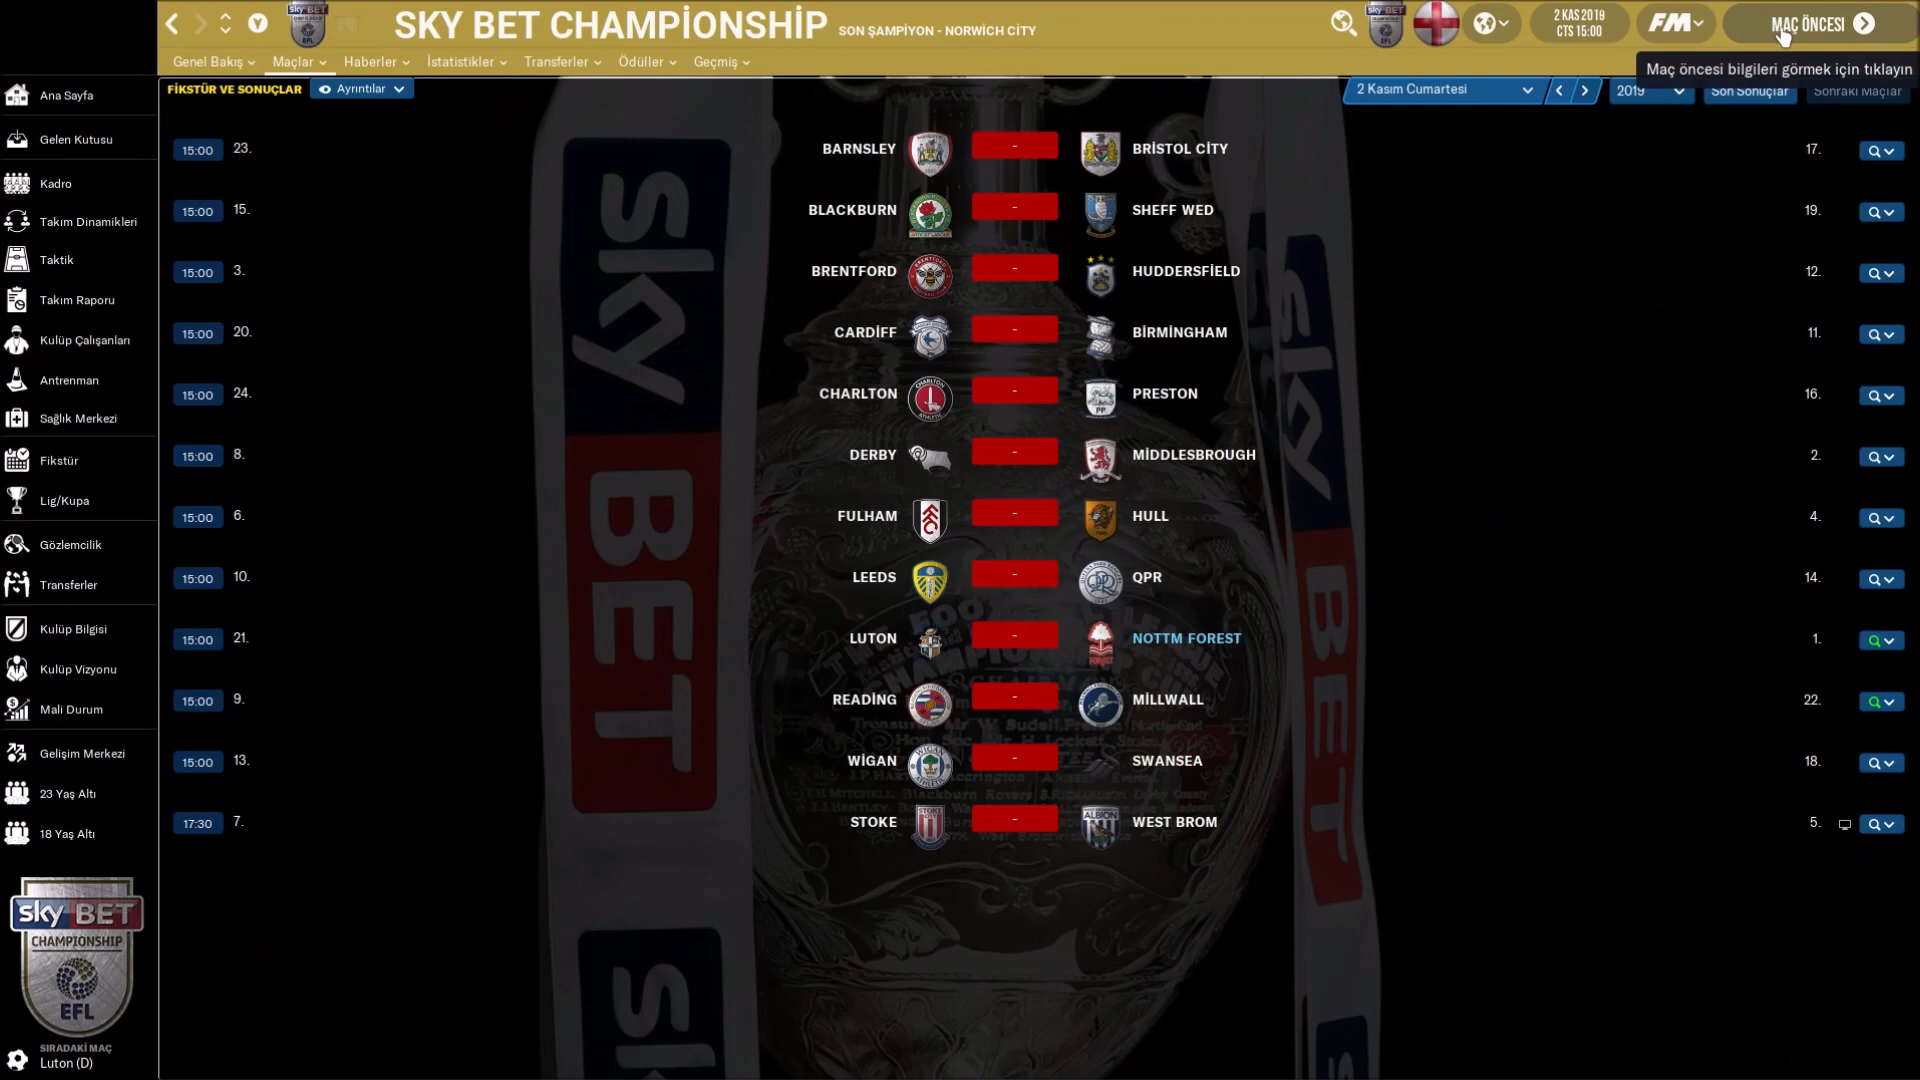 SKY BET CHAMPİONSHİP SON ŞAMPİYON - NORWİCH CITY
2 KAS 2019
CTS 15:00
FM
MAÇ ÖNCESİ
Maç öncesi bilgileri görmek için tıklayın
Genel Bakış Maçlar Haberler İstatistikler Transferler Ödüller Geçmiş
FİKSTÜR VE SONUÇLAR Ayrıntılar 2 Kasım Cumartesi 2019 Son Sonuçlar Sonraki Maçlar
Ana Sayfa
Gelen Kutusu
Kadro
Takım Dinamikleri
Taktik
Takım Raporu
Kulüp Çalışanları
Antrenman
Sağlık Merkezi
Fikstür
Lig/Kupa
Gözlemcilik
Transferler
Kulüp Bilgisi
Kulüp Vizyonu
Mali Durum
Gelişim Merkezi
23 Yaş Altı
18 Yaş Altı
sky BET
CHAMPIONSHIP
EFL
SIRADAKİ MAÇ
Luton (D)
15:00 23. BARNSLEY - BRİSTOL CİTY 17.
15:00 15. BLACKBURN - SHEFF WED 19.
15:00 3. BRENTFORD - HUDDERSFİELD 12.
15:00 20. CARDİFF - BİRMİNGHAM 11.
15:00 24. CHARLTON - PRESTON 16.
15:00 8. DERBY - MİDDLESBROUGH 2.
15:00 6. FULHAM - HULL 4.
15:00 10. LEEDS - QPR 14.
15:00 21. LUTON - NOTTM FOREST 1.
15:00 9. READİNG - MİLLWALL 22.
15:00 13. WİGAN - SWANSEA 18.
17:30 7. STOKE - WEST BROM 5.
sky BET
sky BET